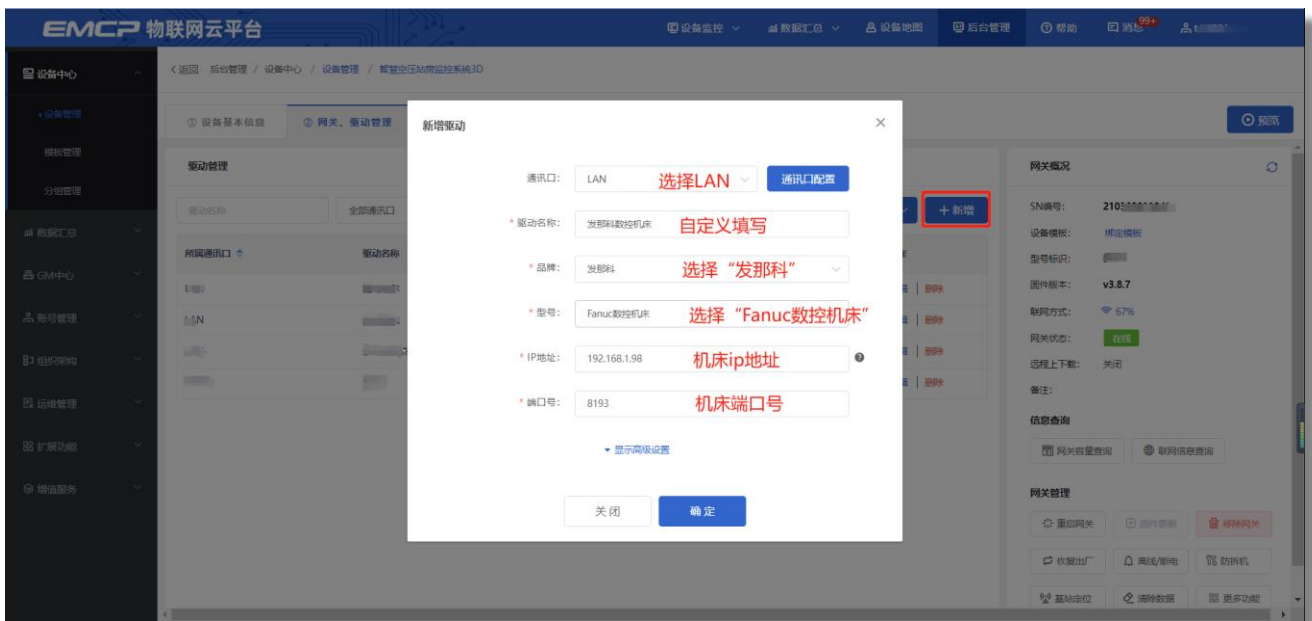 EMCP 物联网云平台
设备监控
数据汇总
设备地图
后台管理
帮助
消息
99+
设备中心
设备管理
模板管理
分组管理
数据汇总
GM中心
账号管理
组织架构
运维管理
扩展功能
增值服务
<返回 后台管理 / 设备中心 / 设备管理 / 智慧空压站房监控系统3D
① 设备基本信息
② 网关、驱动管理
预览
驱动管理
驱动名称
全部通讯口
+新增
所属通讯口
驱动名称
LAN
删除
删除
删除
删除
新增驱动
通讯口: LAN 选择LAN 通讯口配置
* 驱动名称: 发那科数控机床 自定义填写
* 品牌: 发那科 选择“发那科”
* 型号: Fanuc数控机床 选择“Fanuc数控机床”
* IP地址: 192.168.1.98 机床ip地址
* 端口号: 8193 机床端口号
显示高级设置
关闭
确定
网关概况
SN编号:
设备模板: 绑定模板
型号标识:
固件版本: v3.8.7
联网方式: 67%
网关状态: 在线
远程上下载: 关闭
备注:
信息查询
网关容量查询
联网信息查询
网关管理
重启网关
固件更新
移除网关
恢复出厂
离线/断电
防拆机
基站定位
清除数据
更多功能